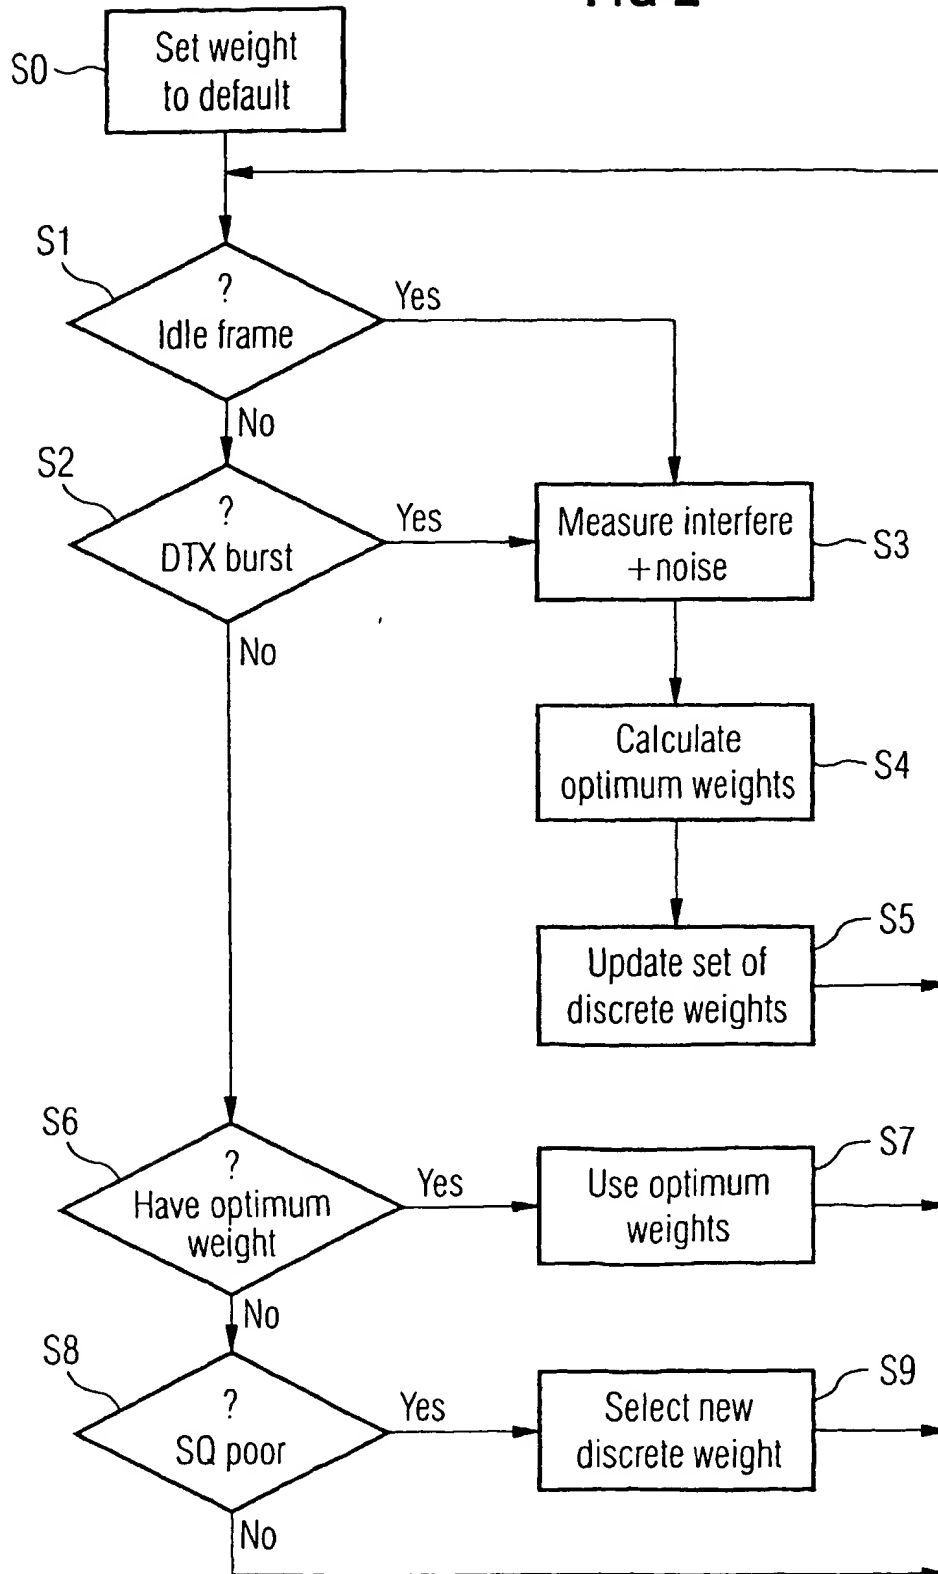 S0
Set weight
to default
S1
?
Idle frame
Yes
No
S2
?
DTX burst
Yes
Measure interfere
+noise
S3
No
Calculate
optimum weights
S4
S5
Update set of
discrete weights
S6
?
Have optimum
weight
Yes
Use optimum
weights
S7
No
S8
?
SQ poor
Yes
Select new
discrete weight
S9
No